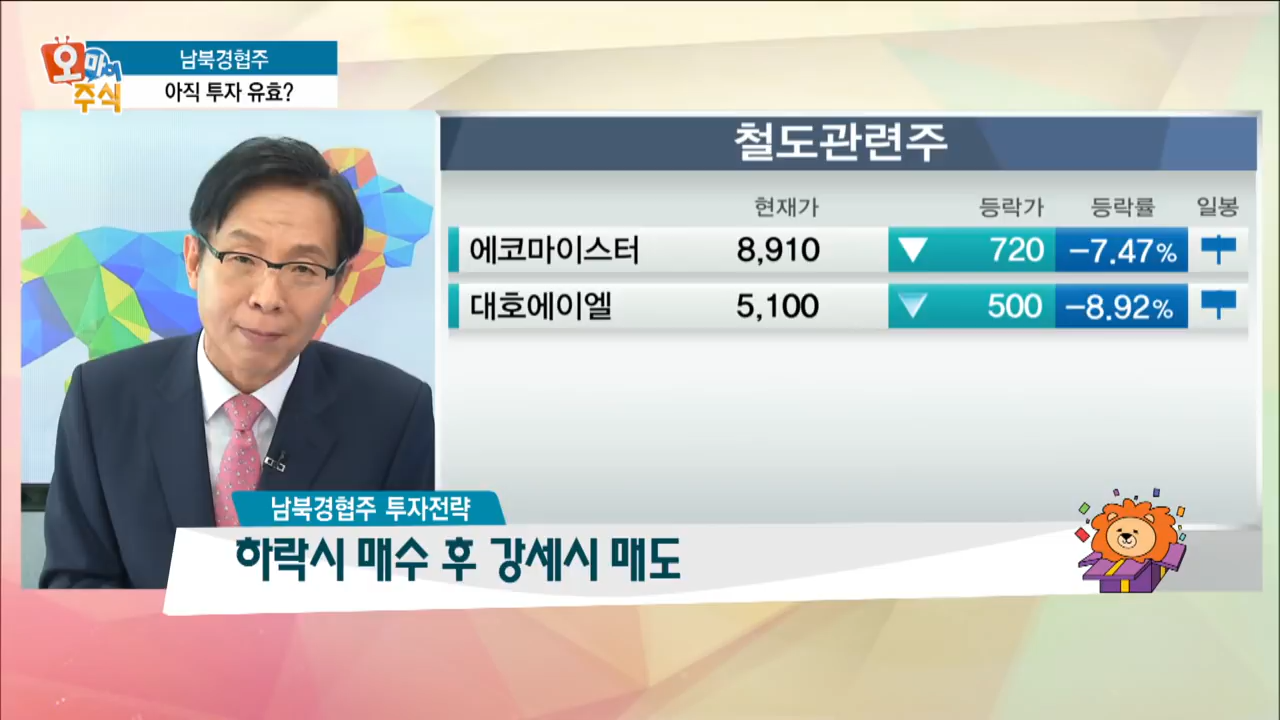 오마이
주식
남북경협주
아직 투자 유효?
철도관련주
현재가 등락가 등락률 일봉
에코마이스터 8,910 ▼ 720 -7.47%
대호에이엘 5,100 ▼ 500 -8.92%
남북경협주 투자전략
하락시 매수 후 강세시 매도